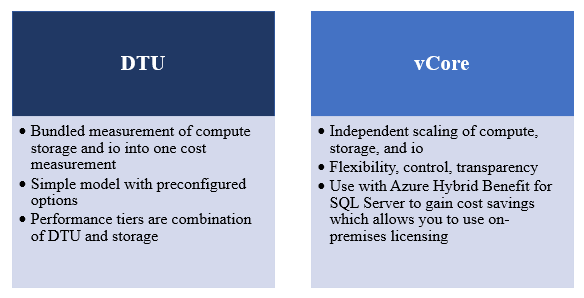 DTU
• Bundled measurement of compute
storage and io into one cost
measurement
• Simple model with preconfigured
options
• Performance tiers are combination
of DTU and storage
vCore
• Independent scaling of compute,
storage, and io
• Flexibility, control, transparency
• Use with Azure Hybrid Benefit for
SQL Server to gain cost savings
which allows you to use on-
premises licensing